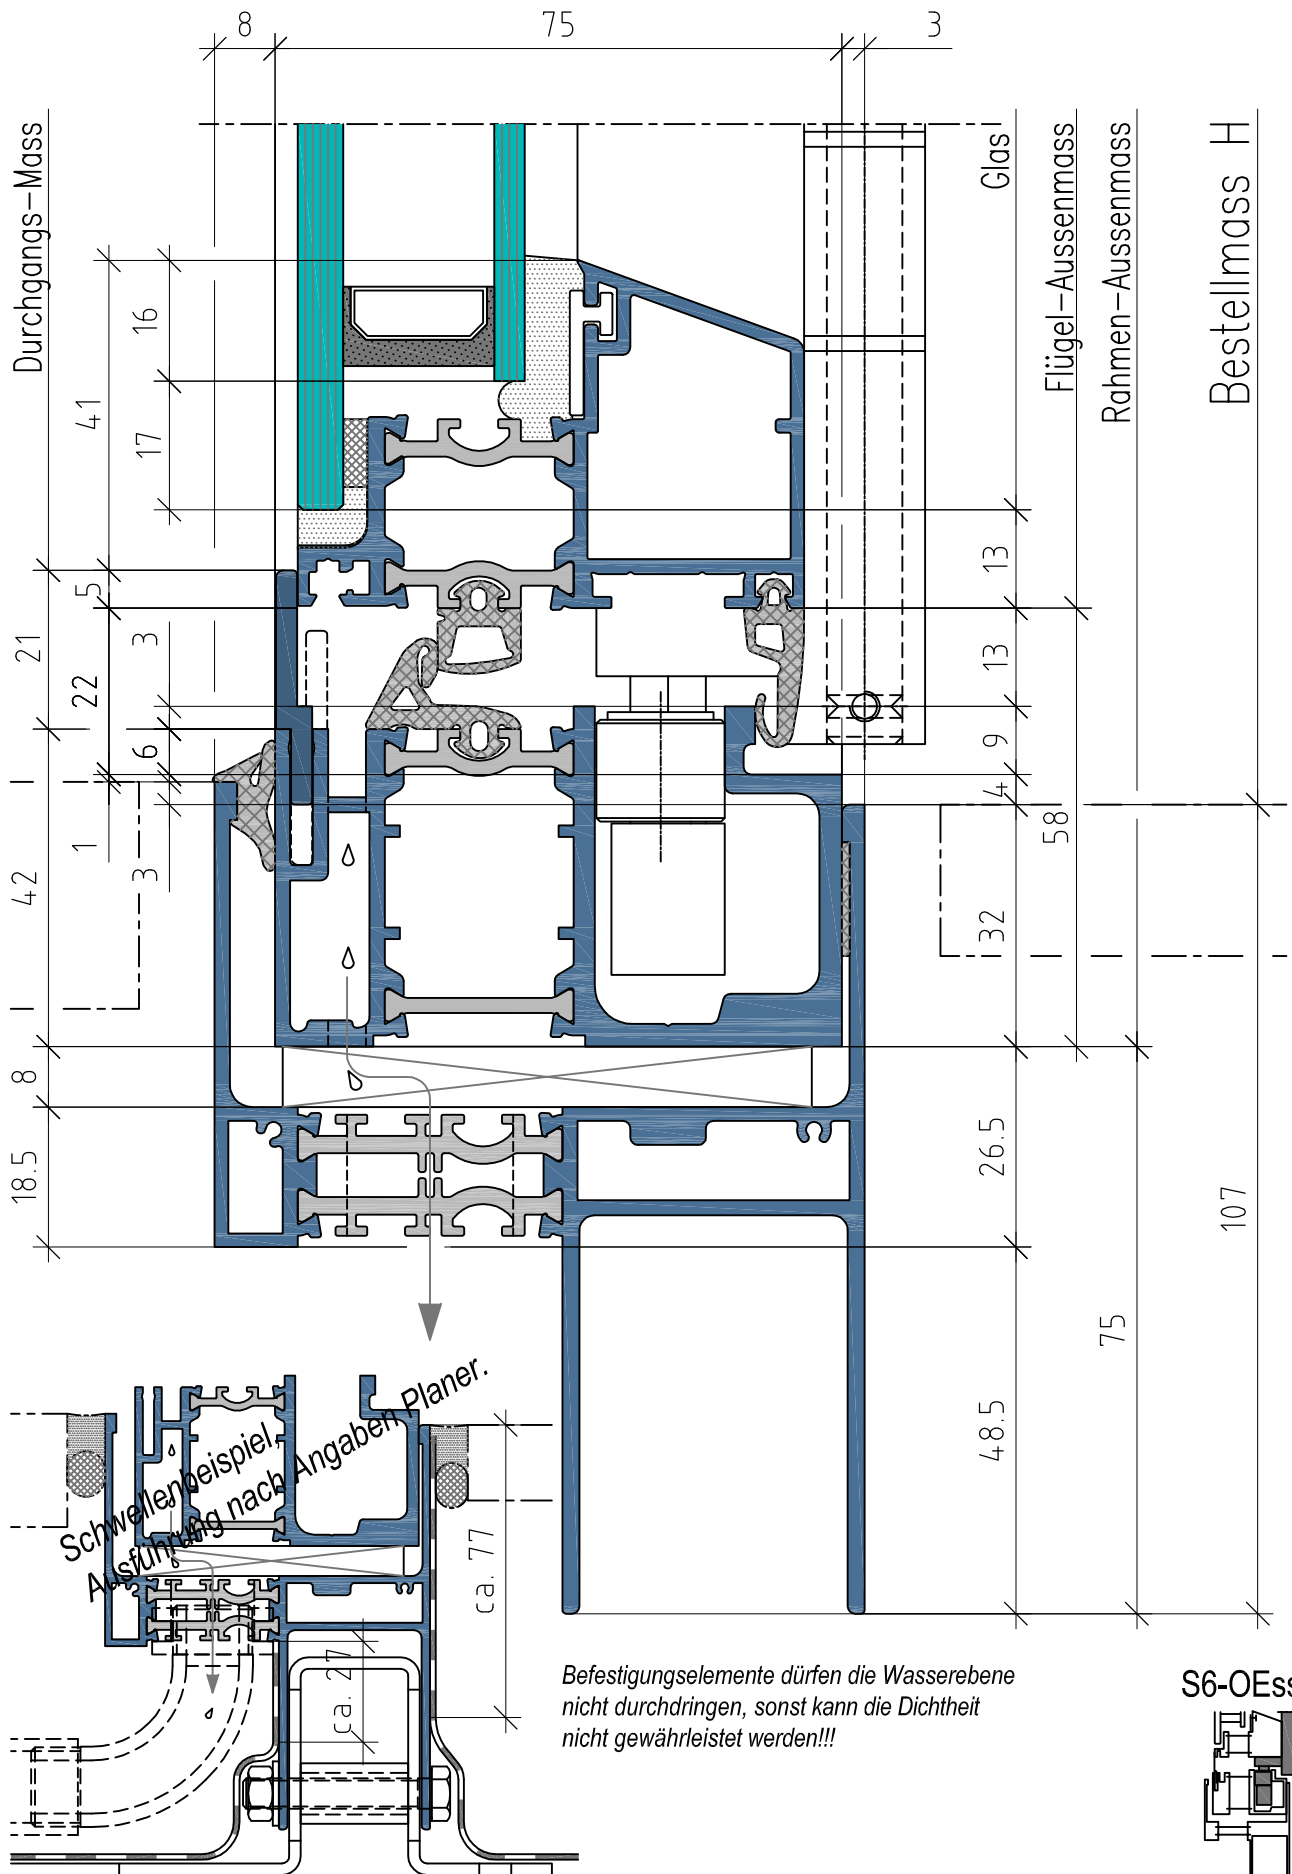 8
75
3
Durchgangs-Mass
Glas
Flügel-Aussenmass
Rahmen-Aussenmass
Bestellmass H
16
41
17
5
13
21
3
22
13
6
9
4
1
3
58
42
32
8
18.5
26.5
107
75
48.5
Schwellenbeispiel,
Ausführung nach Angaben Planer.
ca. 77
ca. 27
Befestigungselemente dürfen die Wasserebene
nicht durchdringen, sonst kann die Dichtheit
nicht gewährleistet werden!!!
S6-OEss